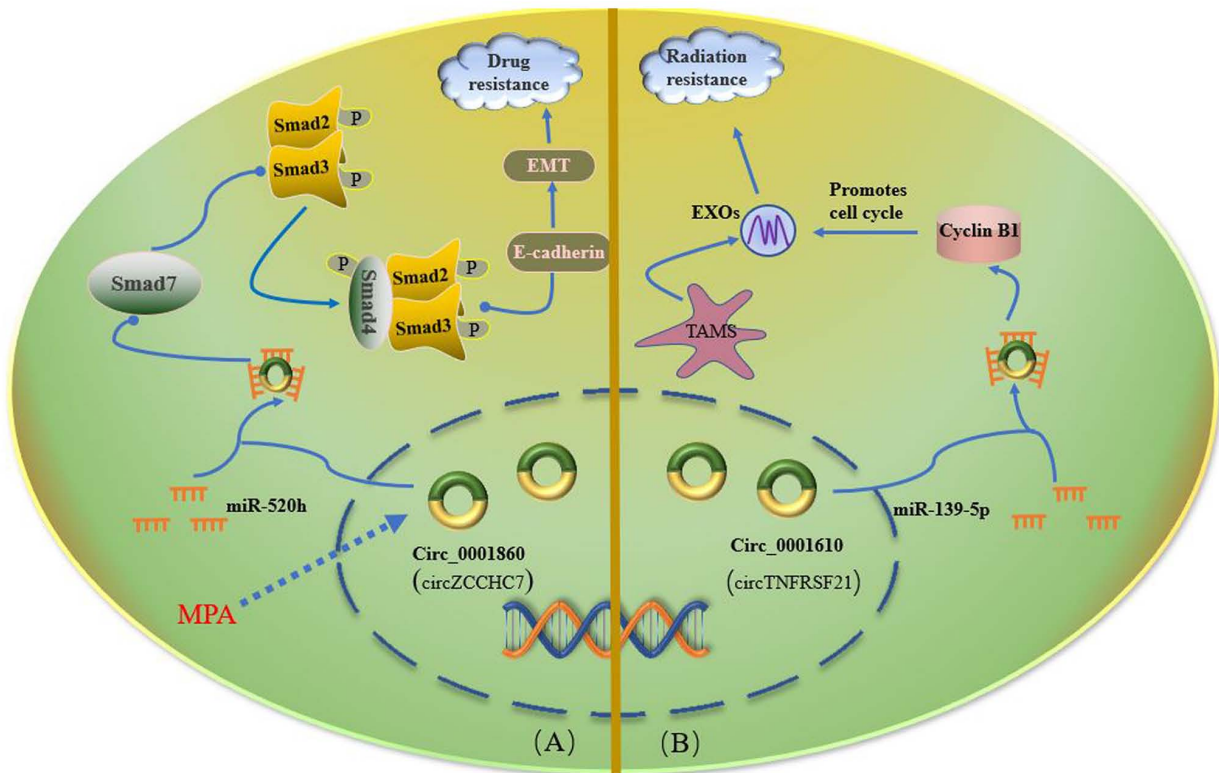 Drug
resistance
Smad2
P
Smad3
P
EMT
E-cadherin
Smad7
P
Smad4
Smad2
P
Smad3
P
miR-520h
Circ_0001860
(circZCCHC7)
MPA
(A)
Radiation
resistance
EXOs
Promotes
cell cycle
Cyclin B1
TAMS
miR-139-5p
Circ_0001610
(circTNFRSF21)
(B)